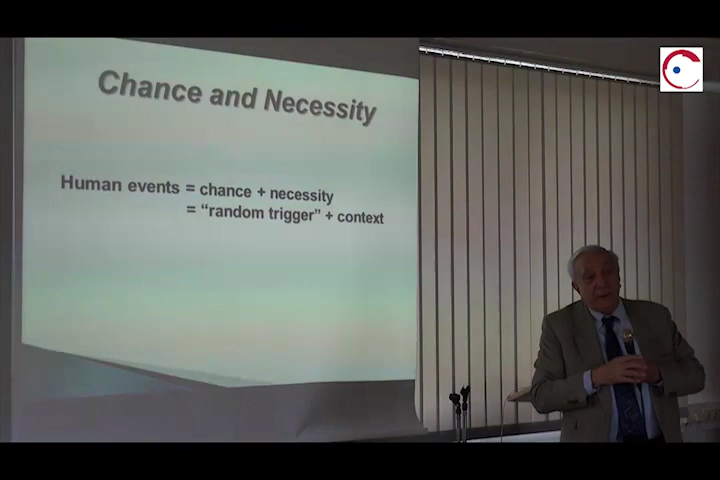 Chance and Necessity
Human events = chance + necessity
= “random trigger” + context